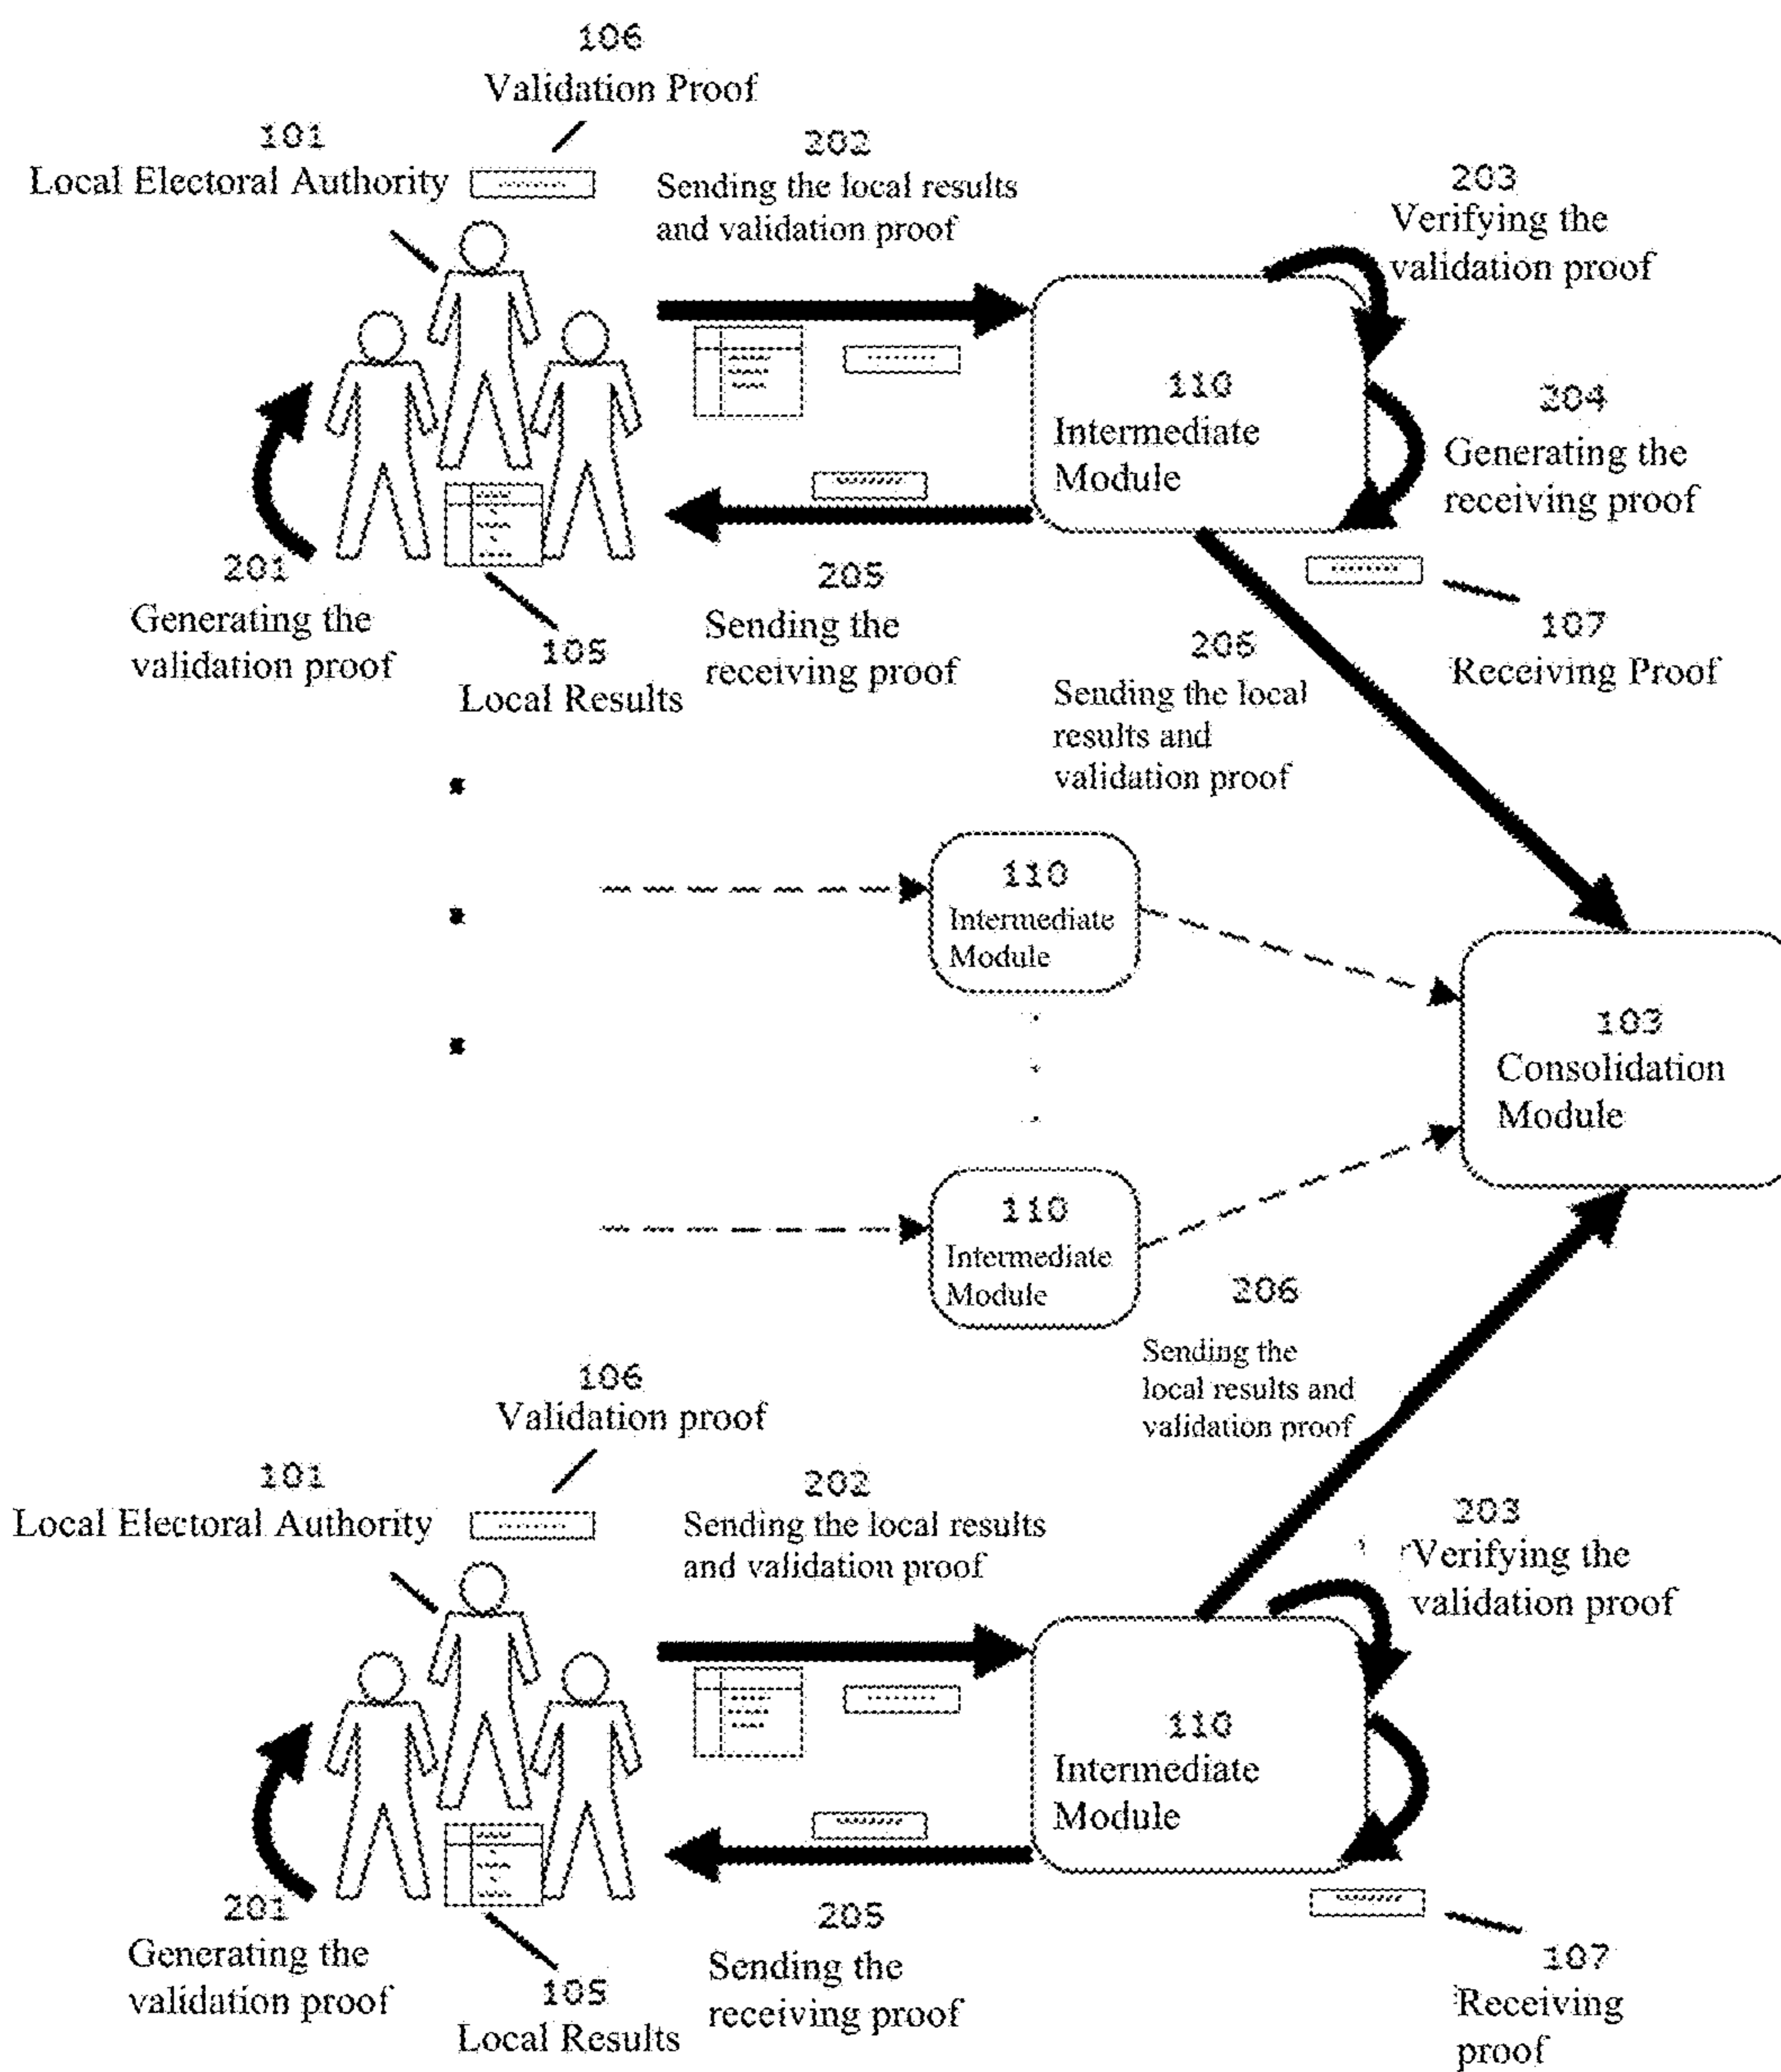 106
Validation Proof
101
Local Electoral Authority
202
Sending the local results
and validation proof
203
Verifying the
validation proof
110
Intermediate
Module
204
Generating the
receiving proof
201
Generating the
validation proof
105
Local Results
205
Sending the
receiving proof
206
Sending the local
results and
validation proof
107
Receiving Proof
110
Intermediate
Module
103
Consolidation
Module
110
Intermediate
Module
206
Sending the
local results and
validation proof
106
Validation proof
101
Local Electoral Authority
202
Sending the local results
and validation proof
203
Verifying the
validation proof
110
Intermediate
Module
201
Generating the
validation proof
105
Local Results
205
Sending the
receiving proof
107
Receiving
proof